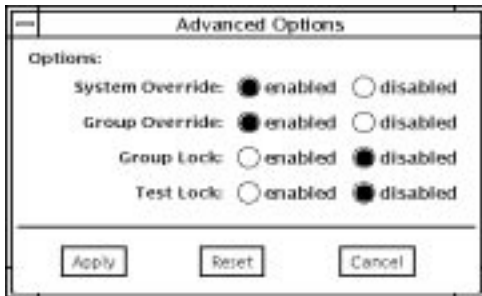 Advanced Options
Options:
System Override: enabled disabled
Group Override: enabled disabled
Group Lock: enabled disabled
Test Lock: enabled disabled
Apply Reset Cancel